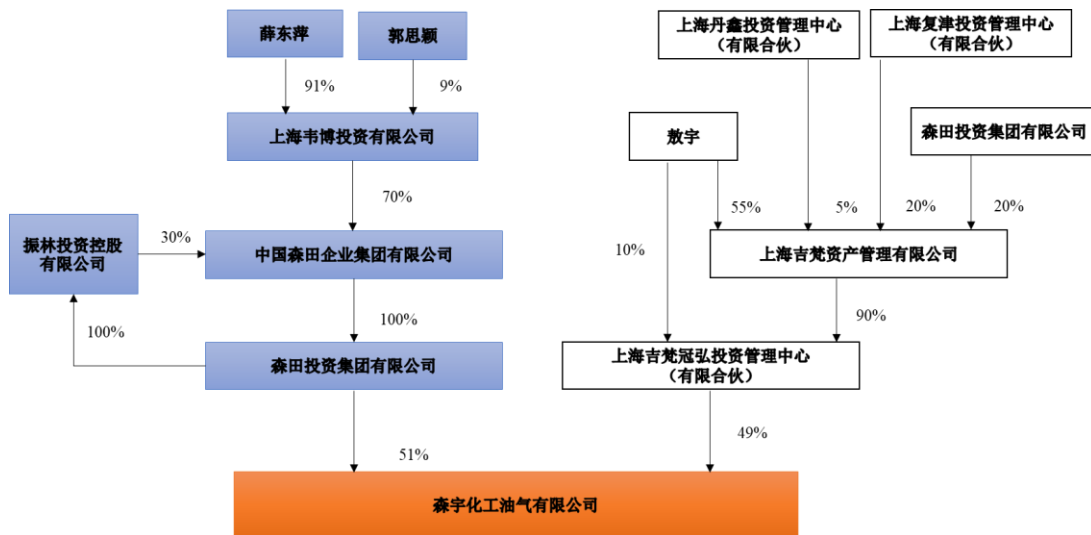 薛东萍
郭思颖
上海丹鑫投资管理中心
（有限合伙）
上海复津投资管理中心
（有限合伙）
91%
9%
上海韦博投资有限公司
敖宇
森田投资集团有限公司
70%
55%
5%
20%
20%
振林投资控股
有限公司
30%
中国森田企业集团有限公司
10%
上海吉梵资产管理有限公司
100%
100%
90%
森田投资集团有限公司
上海吉梵冠弘投资管理中心
（有限合伙）
51%
49%
森宇化工油气有限公司